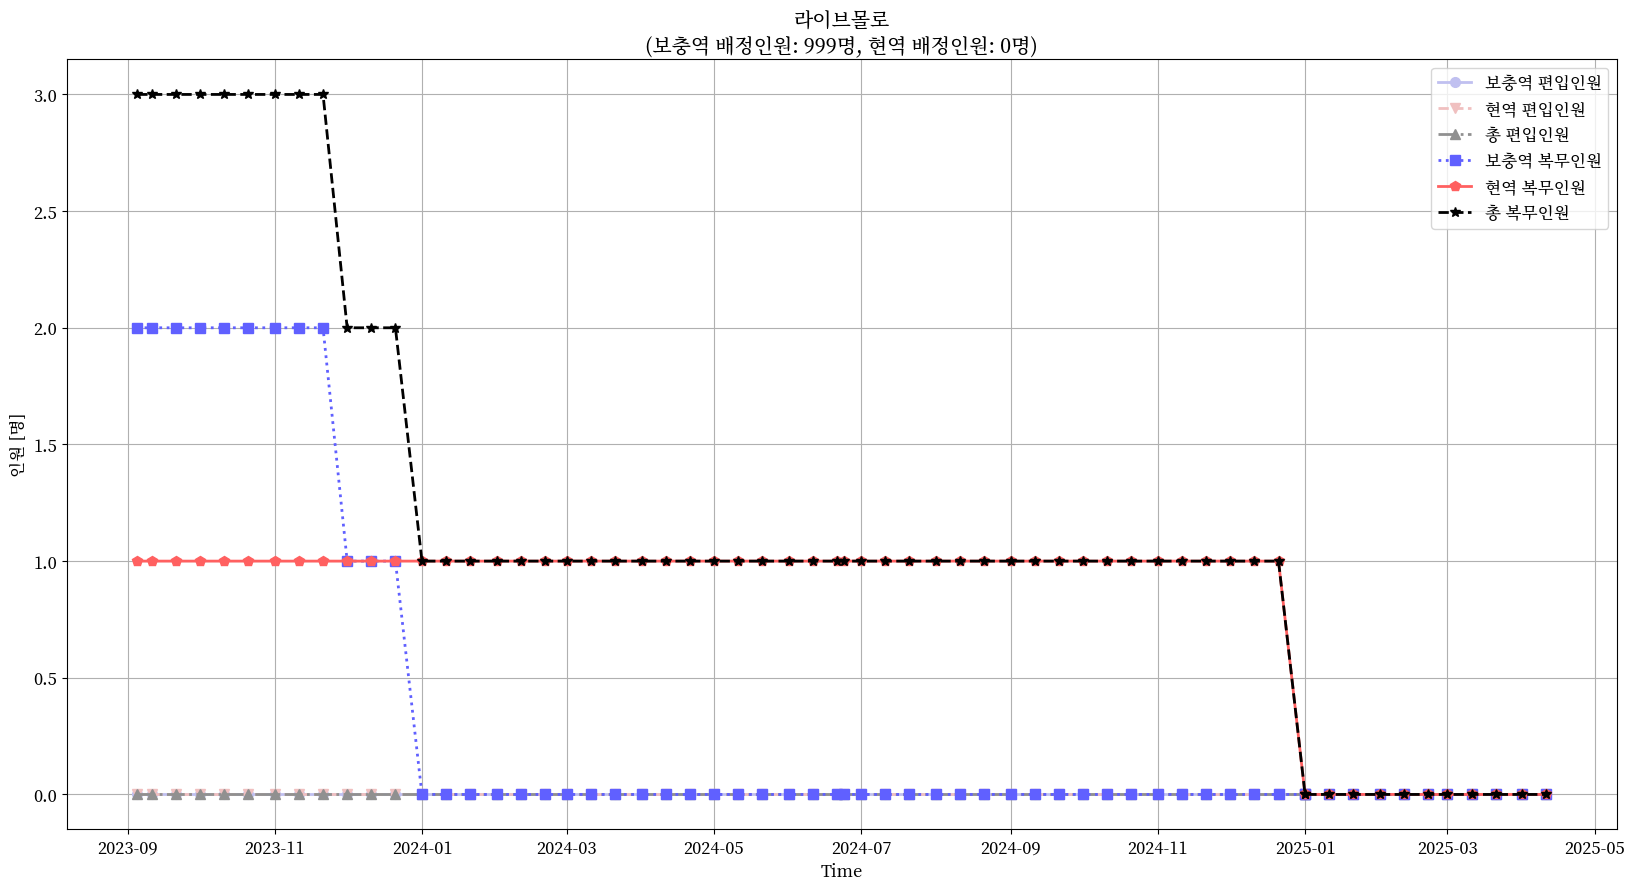 라이브몰로
(보충역 배정인원: 999명, 현역 배정인원: 0명)
보충역 편입인원
현역 편입인원
총 편입인원
보충역 복무인원
현역 복무인원
총 복무인원
인원 [명]
3.0
2.5
2.0
1.5
1.0
0.5
0.0
2023-09 2023-11 2024-01 2024-03 2024-05 2024-07 2024-09 2024-11 2025-01 2025-03 2025-05
Time